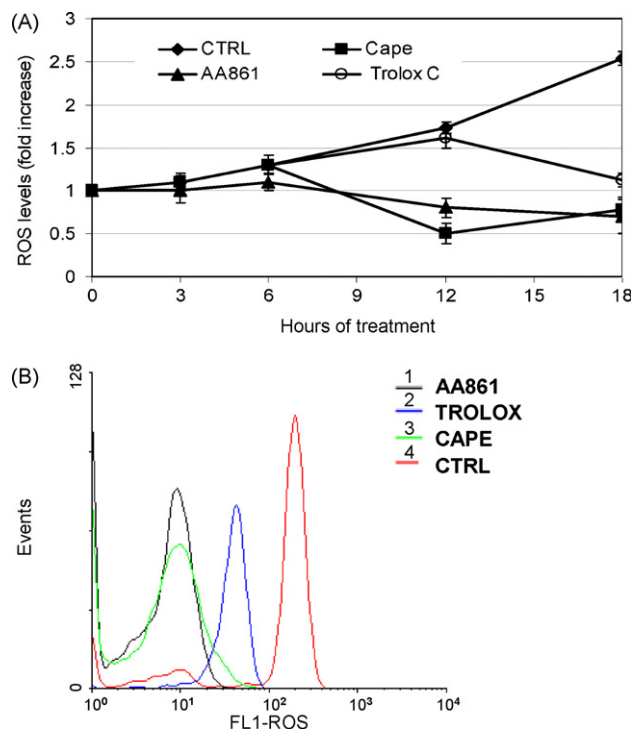 (A)
3
2.5
2
1.5
1
0.5
0
ROS levels (fold increase)
CTRL
Cape
AA861
Trolox C
0 3 6 9 12 15 18
Hours of treatment
(B)
128
Events
0
1 AA861
2 TROLOX
3 CAPE
4 CTRL
10⁰ 10¹ 10² 10³ 10⁴
FL1-ROS